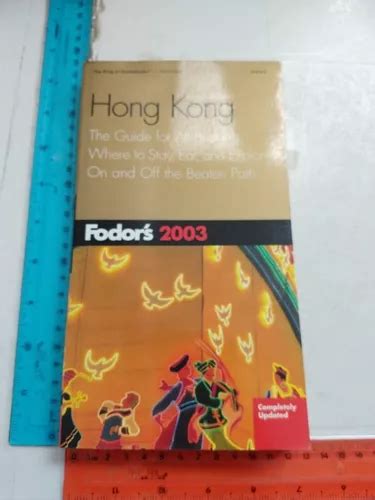 Hong Kong
The Guide for All Budgets
Where to Stay, Eat, and Explore
On and Off the Beaten Path
Fodor's 2003
Completely
Updated